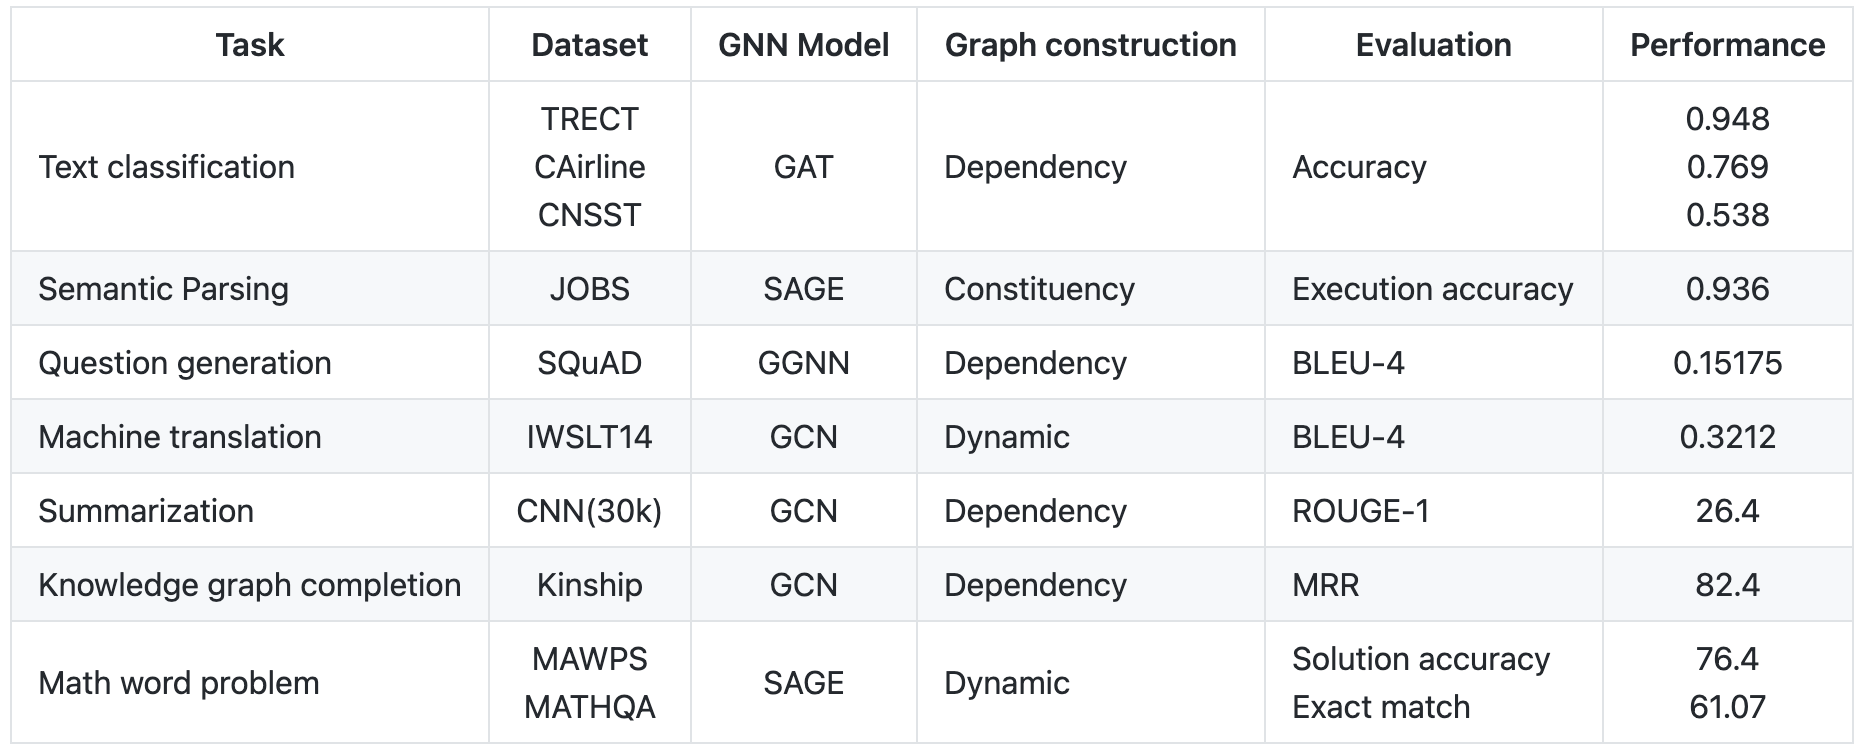 Task Dataset GNN Model Graph construction Evaluation Performance
TRECT 0.948
Text classification CAirline GAT Dependency Accuracy 0.769
CNSST 0.538
Semantic Parsing JOBS SAGE Constituency Execution accuracy 0.936
Question generation SQuAD GGNN Dependency BLEU-4 0.15175
Machine translation IWSLT14 GCN Dynamic BLEU-4 0.3212
Summarization CNN(30k) GCN Dependency ROUGE-1 26.4
Knowledge graph completion Kinship GCN Dependency MRR 82.4
MAWPS Solution accuracy 76.4
Math word problem SAGE Dynamic
MATHQA Exact match 61.07